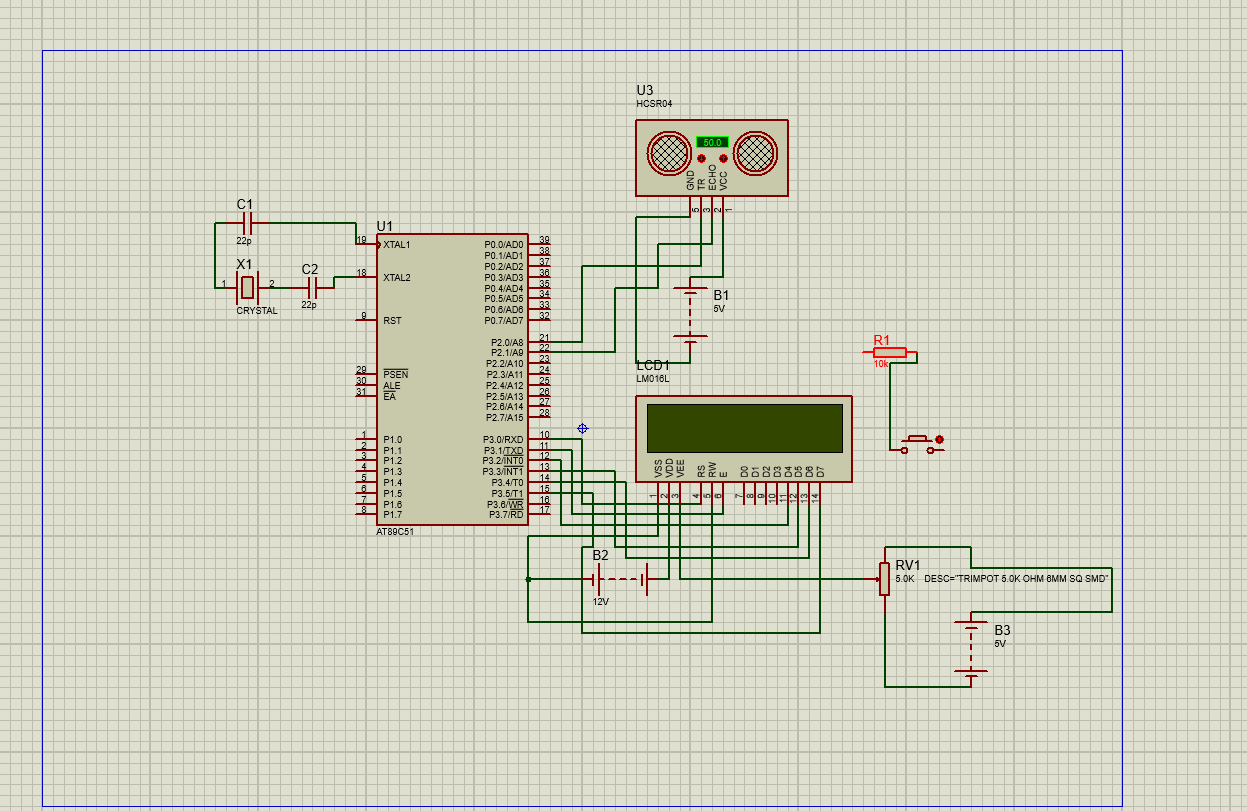 U3
HCSR04
50.0
GND
TR
ECHO
VCC
5
3
2
1
C1
22p
X1
1
2
CRYSTAL
C2
22p
U1
19
XTAL1
18
XTAL2
9
RST
29
PSEN
30
ALE
31
EA
1
P1.0
2
P1.1
3
P1.2
4
P1.3
5
P1.4
6
P1.5
7
P1.6
8
P1.7
P0.0/AD0
39
P0.1/AD1
38
P0.2/AD2
37
P0.3/AD3
36
P0.4/AD4
35
P0.5/AD5
34
P0.6/AD6
33
P0.7/AD7
32
P2.0/A8
21
P2.1/A9
22
P2.2/A10
23
P2.3/A11
24
P2.4/A12
25
P2.5/A13
26
P2.6/A14
27
P2.7/A15
28
P3.0/RXD
10
P3.1/TXD
11
P3.2/INT0
12
P3.3/INT1
13
P3.4/T0
14
P3.5/T1
15
P3.6/WR
16
P3.7/RD
17
AT89C51
B1
5V
LCD1
LM016L
VSS
VDD
VEE
RS
RW
E
D0
D1
D2
D3
D4
D5
D6
D7
1
2
3
4
5
6
7
8
9
10
11
12
13
14
R1
10k
B2
12V
RV1
5.0K
DESC="TRIMPOT 5.0K OHM 6MM SQ SMD"
B3
5V